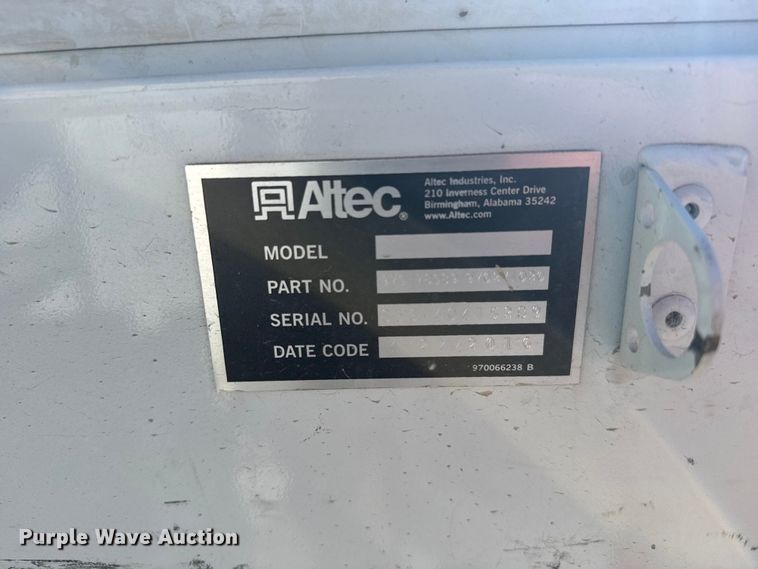 Altec®
Altec Industries, Inc.
210 Inverness Center Drive
Birmingham, Alabama 35242
www.Altec.com
MODEL
PART NO.
SERIAL NO.
DATE CODE
970066238 B
Purple Wave Auction